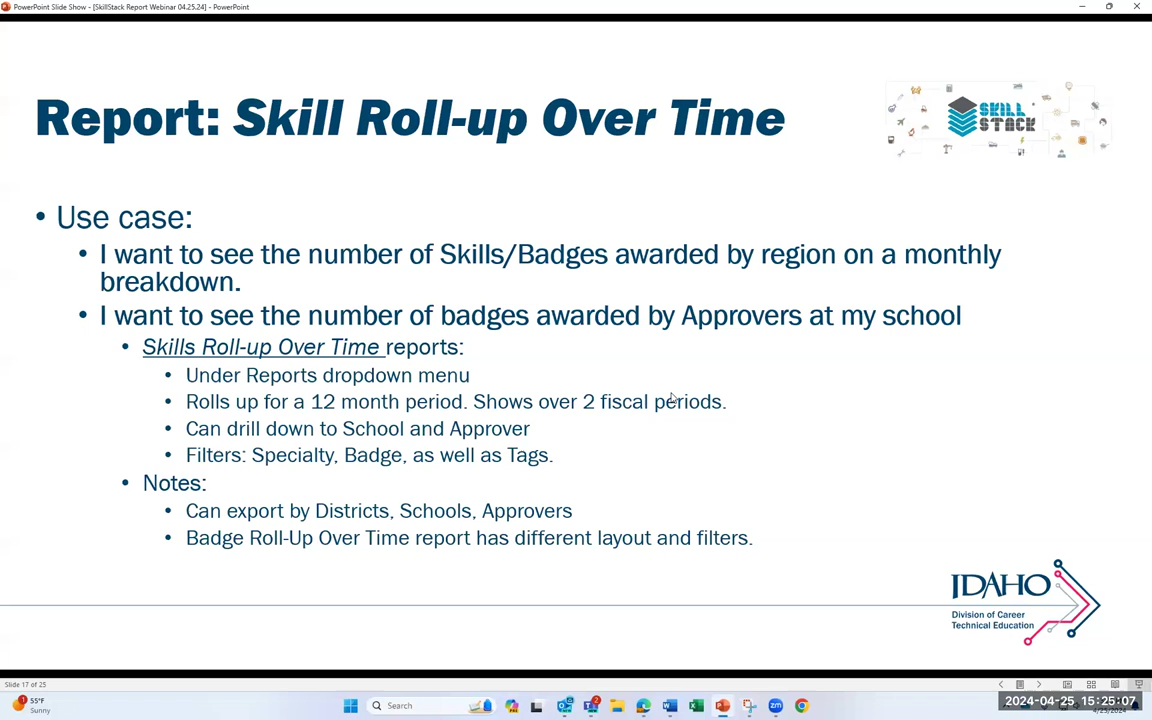 PowerPoint Slide Show - [SkillStack Report Webinar 04.25.24] - PowerPoint
Report: Skill Roll-up Over Time
SKILL
STACK
• Use case:
• I want to see the number of Skills/Badges awarded by region on a monthly
breakdown.
• I want to see the number of badges awarded by Approvers at my school
• Skills Roll-up Over Time reports:
• Under Reports dropdown menu
• Rolls up for a 12 month period. Shows over 2 fiscal periods.
• Can drill down to School and Approver
• Filters: Specialty, Badge, as well as Tags.
• Notes:
• Can export by Districts, Schools, Approvers
• Badge Roll-Up Over Time report has different layout and filters.
IDAHO
Division of Career
Technical Education
Slide 17 of 25
1
55°F
Sunny
Search
2
2024-04-25 15:25:07